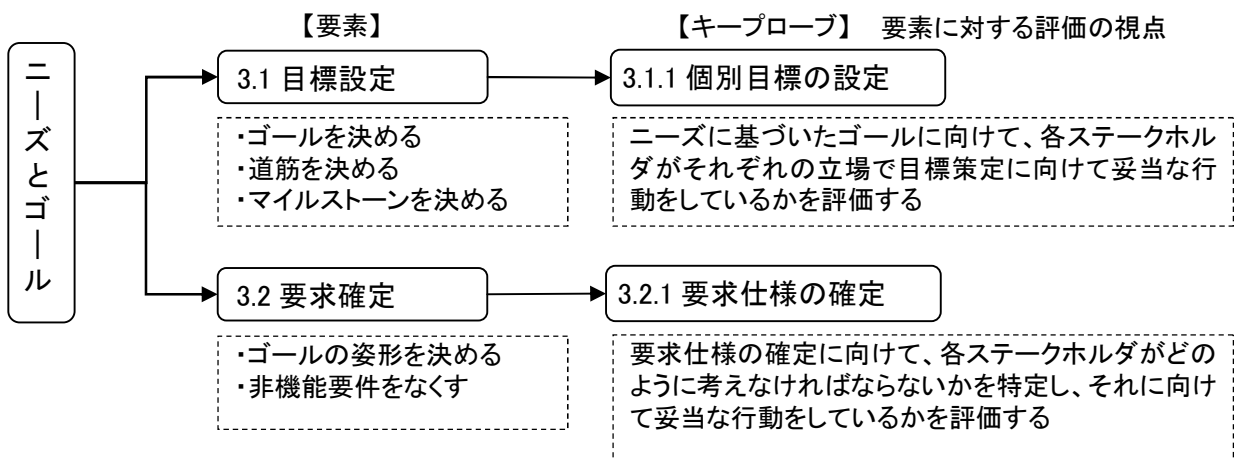 【要素】
【キープローブ】 要素に対する評価の視点
ニーズとゴール
3.1 目標設定
3.1.1 個別目標の設定
・ゴールを決める
・道筋を決める
・マイルストーンを決める
ニーズに基づいたゴールに向けて、各ステークホル
ダがそれぞれの立場で目標策定に向けて妥当な行
動をしているかを評価する
3.2 要求確定
3.2.1 要求仕様の確定
・ゴールの姿形を決める
・非機能要件をなくす
要求仕様の確定に向けて、各ステークホルダがどの
ように考えなければならないかを特定し、それに向け
て妥当な行動をしているかを評価する